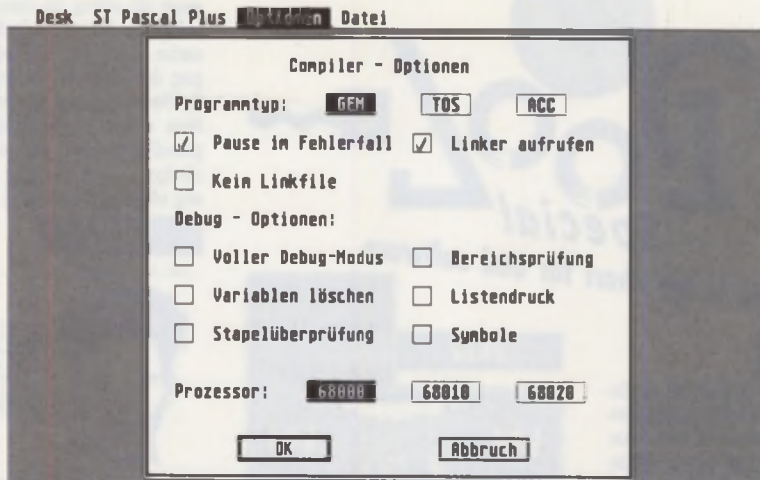 Desk ST Pascal Plus Optionen Datei
Compiler - Optionen
Programmtyp: GEM TOS ACC
Pause im Fehlerfall Linker aufrufen
Kein Linkfile
Debug - Optionen:
Voller Debug-Modus Bereichsprüfung
Variablen löschen Listendruck
Stapelüberprüfung Symbole
Prozessor: 68000 68010 68020
OK Abbruch